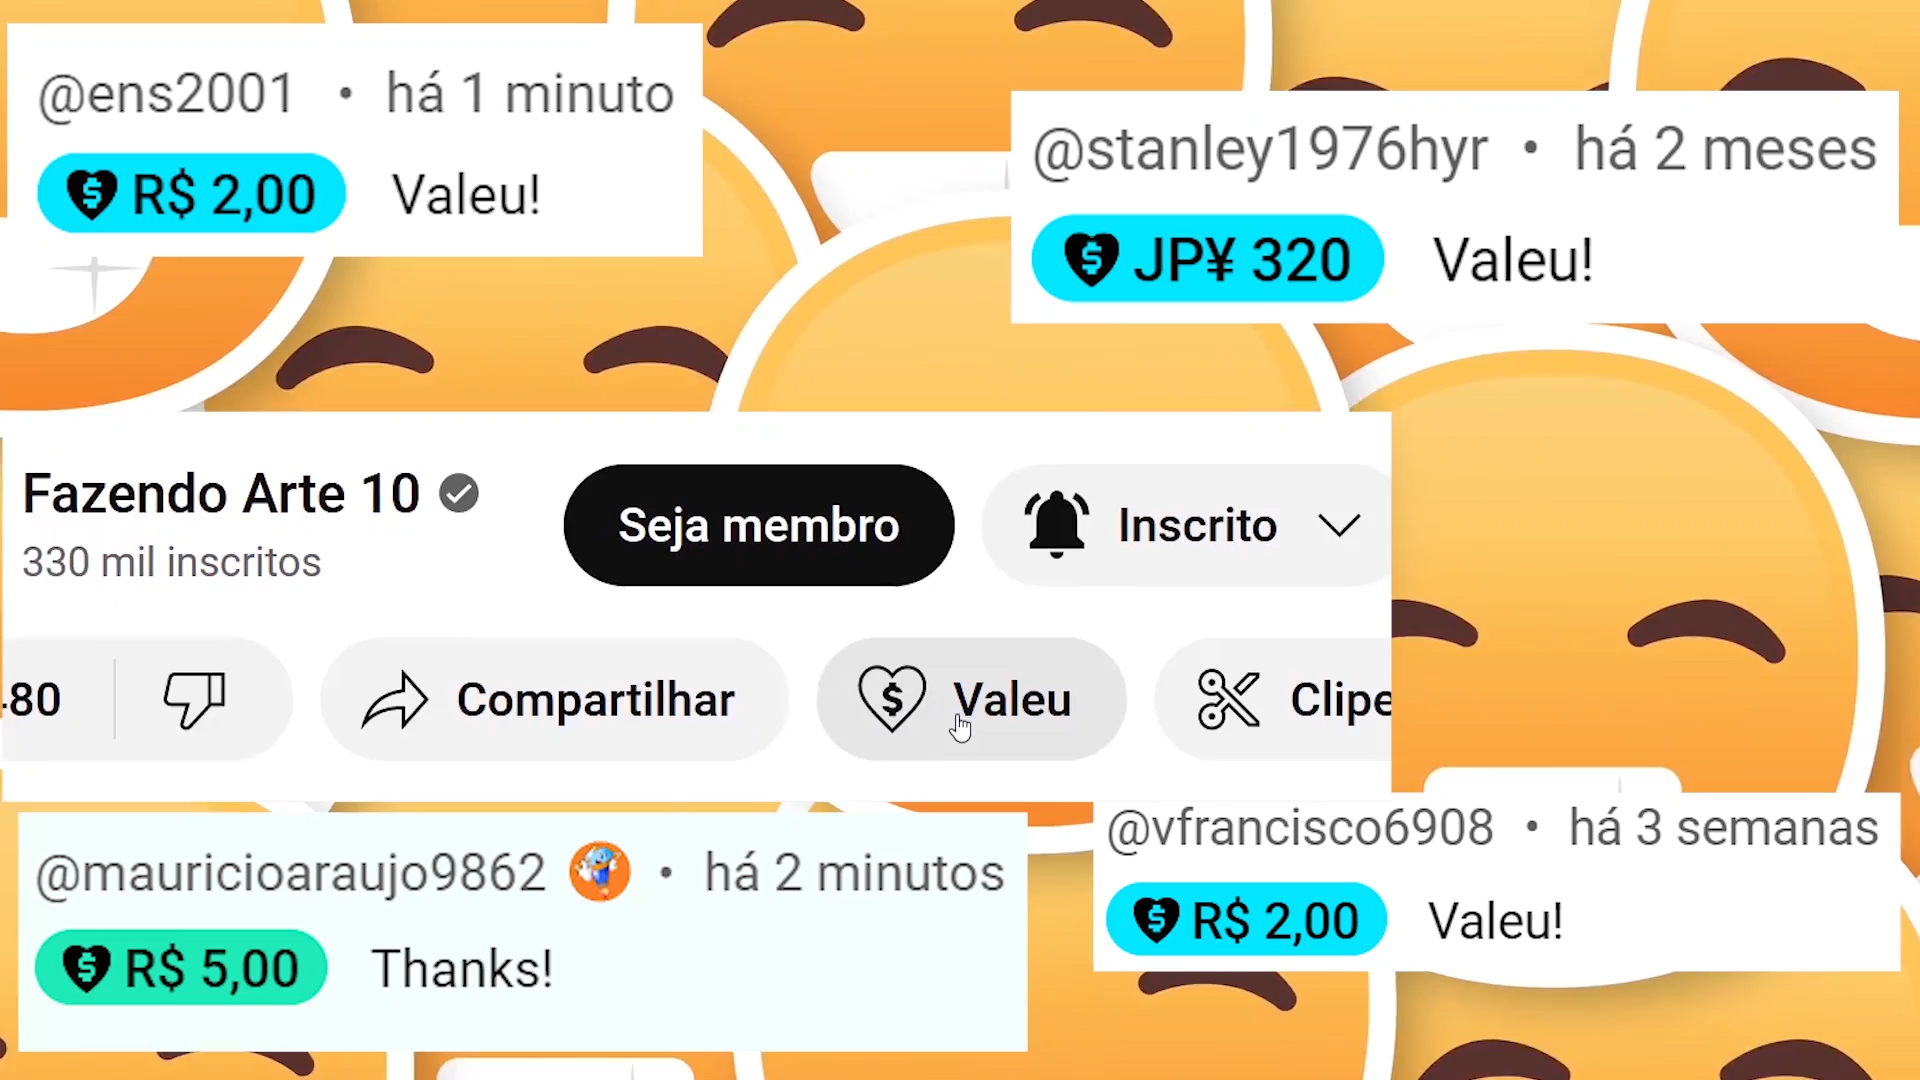 @ens2001 • há 1 minuto
R$ 2,00 Valeu!
@stanley1976hyr • há 2 meses
JP¥ 320 Valeu!
Fazendo Arte 10
330 mil inscritos
Seja membro
Inscrito
80
Compartilhar
Valeu
Clipe
@mauricioaraujo9862 • há 2 minutos
R$ 5,00 Thanks!
@vfrancisco6908 • há 3 semanas
R$ 2,00 Valeu!